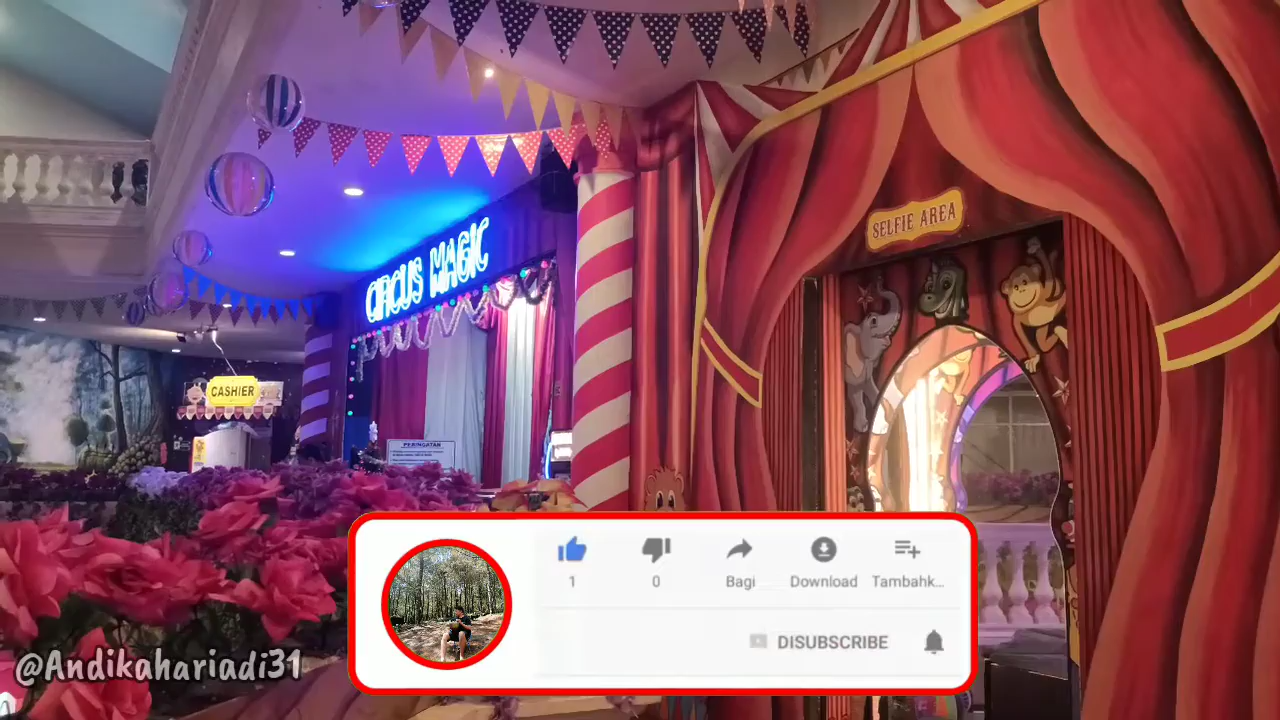 CIRCUS MAGIC
SELFIE AREA
CASHIER
PERINGATAN
1
0
Bagi
Download
Tambahk...
DISUBSCRIBE
@Andikahariadi31